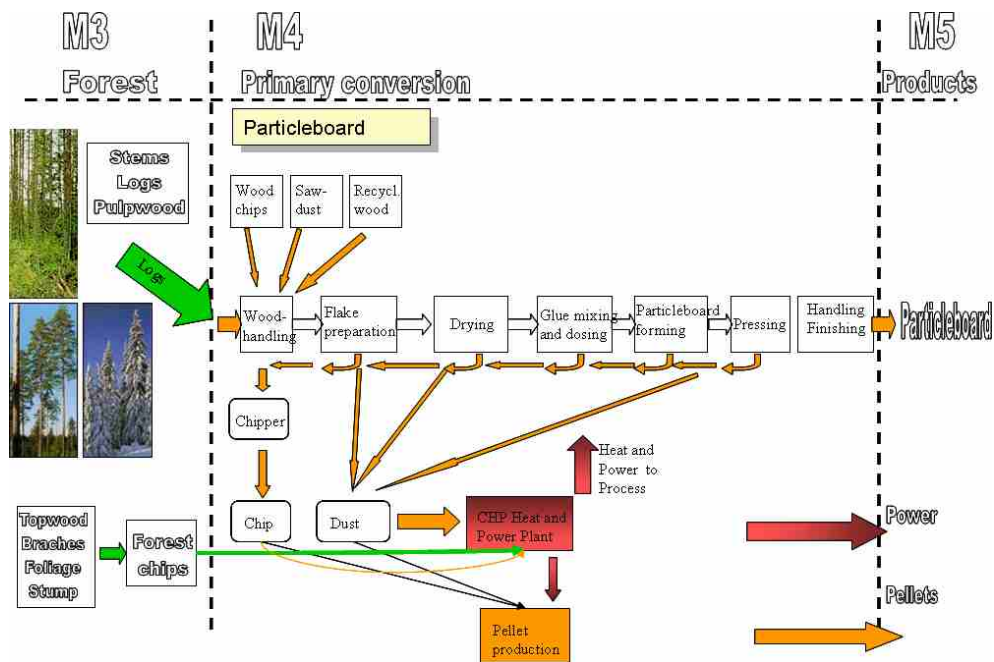 M3
M4
M5
Forest
Primary conversion
Products
Particleboard
Stems
Logs
Pulpwood
Wood
chips
Saw-
dust
Recycl.
wood
Logs
Wood-
handling
Flake
preparation
Drying
Glue mixing
and dosing
Particleboard
forming
Pressing
Handling
Finishing
Particleboard
Chipper
Heat and
Power to
Process
Chip
Dust
CHP Heat and
Power Plant
Topwood
Braches
Foliage
Stump
Forest
chips
Power
Pellets
Pellet
production